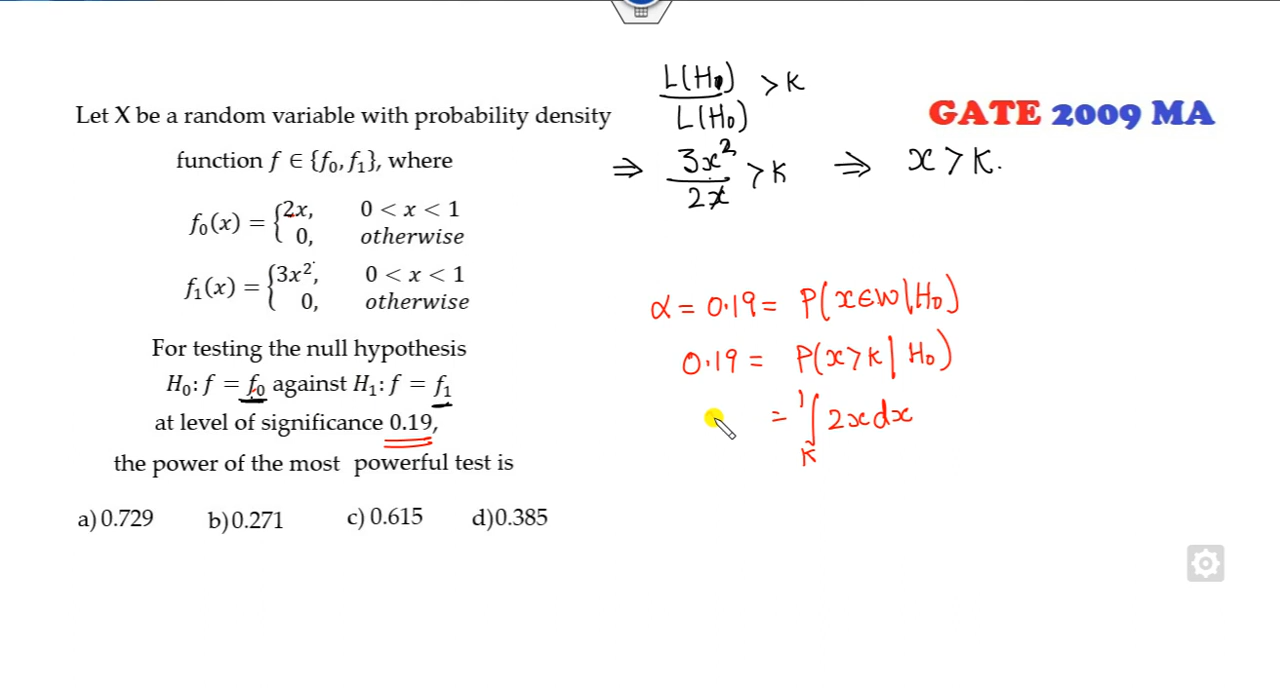 Let X be a random variable with probability density
function f ∈ {f₀, f₁}, where
f₀(x) = {2x, 0 < x < 1
0, otherwise
f₁(x) = {3x², 0 < x < 1
0, otherwise
For testing the null hypothesis
H₀: f = f₀ against H₁: f = f₁
at level of significance 0.19,
the power of the most powerful test is
a) 0.729 b) 0.271 c) 0.615 d) 0.385
L(H₁)/L(H₀) > K
⇒ 3x²/2x > K ⇒ x > K.
GATE 2009 MA
α = 0.19 = P(x∈W|H₀)
0.19 = P(x>K | H₀)
= ∫_K^1 2x dx